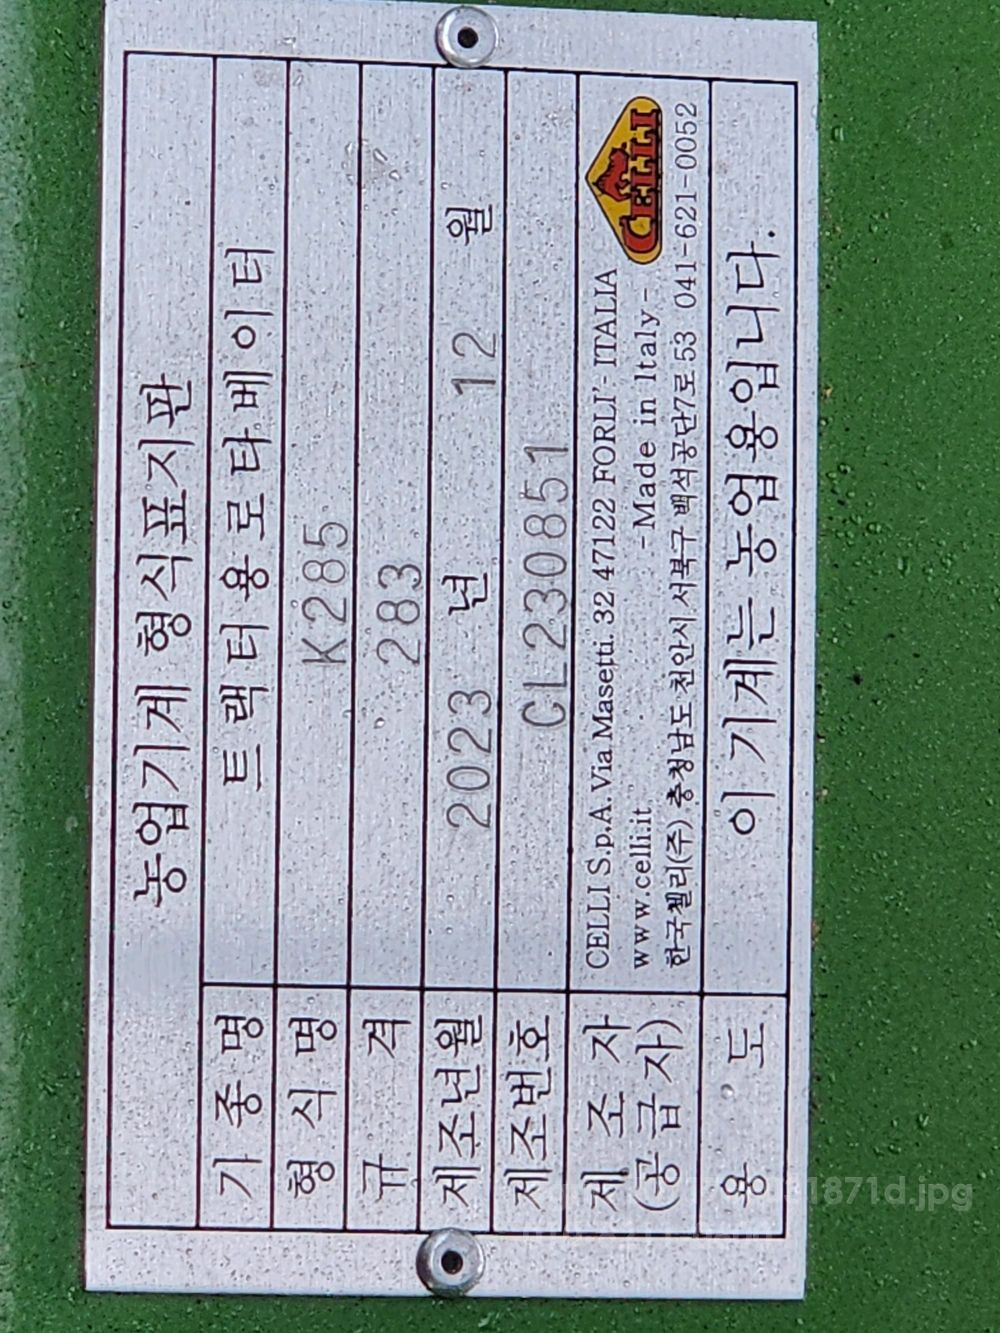 농업기계 형식표지판
기종명 트랙터용로타베이터
형식명 K285
규격 283
제조년월 2023 년 12 월
제조번호 CL230851
제조자 (공급자)
CELLI S.p.A. Via Masetti. 32 47122 FORLI'- ITALIA
www.celli.it - Made in Italy -
한국첼리(주) 충청남도 천안시 서북구 백석공단7로 53 041-621-0052
CELLI
용도 이 기계는 농업용입니다.
1871d.jpg